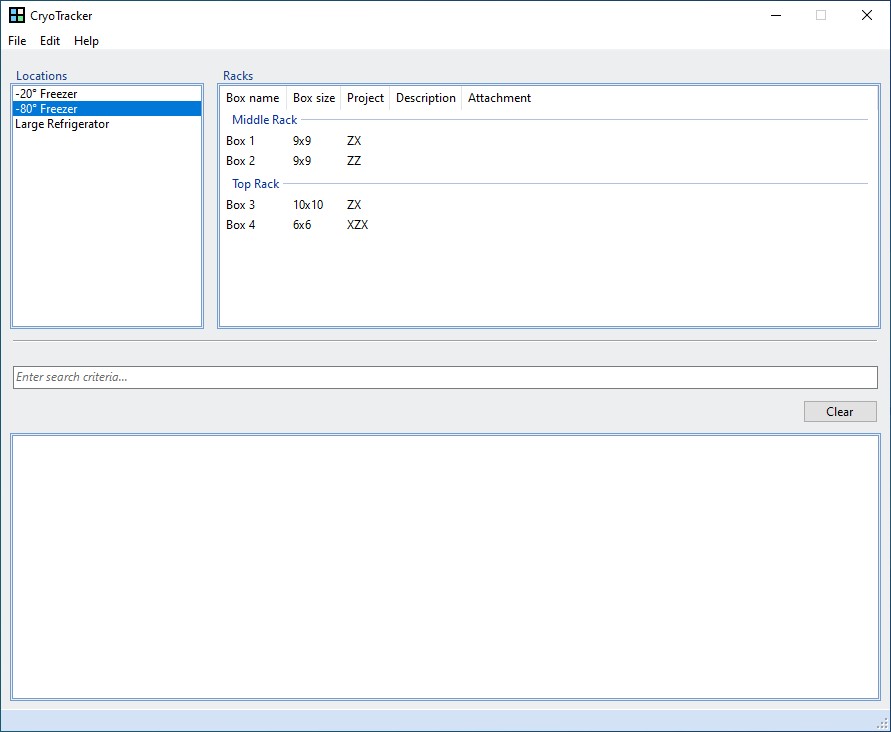 CryoTracker
File Edit Help
Locations
-20° Freezer
-80° Freezer
Large Refrigerator
Racks
Box name Box size Project Description Attachment
Middle Rack
Box 1 9x9 ZX
Box 2 9x9 ZZ
Top Rack
Box 3 10x10 ZX
Box 4 6x6 XZX
Enter search criteria...
Clear